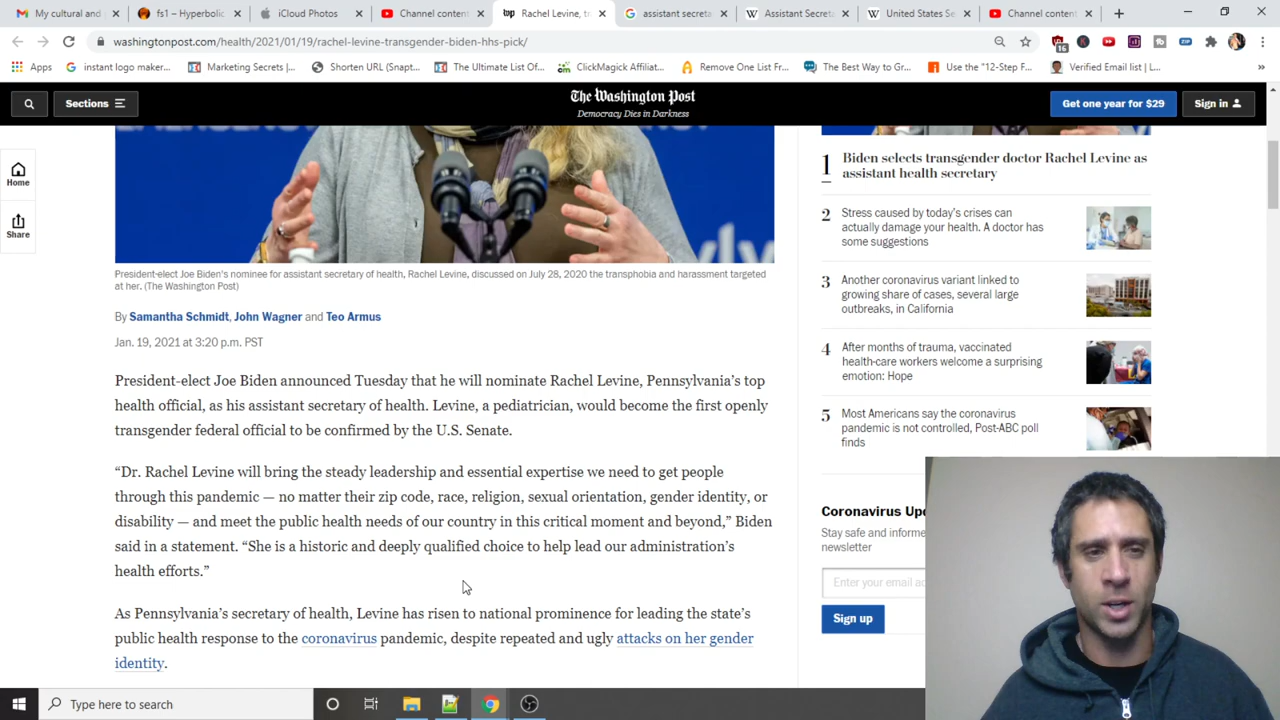 My cultural and
fs1 – Hyperbolic
iCloud Photos
Channel content
Rachel Levine, tr
assistant secreta
Assistant Secreta
United States Se
Channel content
washingtonpost.com/health/2021/01/19/rachel-levine-transgender-biden-hhs-pick/
16
Apps
instant logo maker...
Marketing Secrets |...
Shorten URL (Snapt...
The Ultimate List Of...
ClickMagick Affiliat...
Remove One List Fr...
The Best Way to Gr...
Use the "12-Step F...
Verified Email list | L...
»
Sections
The Washington Post
Democracy Dies in Darkness
Get one year for $29
Sign in
Home
Share
President-elect Joe Biden's nominee for assistant secretary of health, Rachel Levine, discussed on July 28, 2020 the transphobia and harassment targeted
at her. (The Washington Post)
By Samantha Schmidt, John Wagner and Teo Armus
Jan. 19, 2021 at 3:20 p.m. PST
President-elect Joe Biden announced Tuesday that he will nominate Rachel Levine, Pennsylvania's top
health official, as his assistant secretary of health. Levine, a pediatrician, would become the first openly
transgender federal official to be confirmed by the U.S. Senate.
“Dr. Rachel Levine will bring the steady leadership and essential expertise we need to get people
through this pandemic — no matter their zip code, race, religion, sexual orientation, gender identity, or
disability — and meet the public health needs of our country in this critical moment and beyond,” Biden
said in a statement. “She is a historic and deeply qualified choice to help lead our administration’s
health efforts.”
As Pennsylvania’s secretary of health, Levine has risen to national prominence for leading the state’s
public health response to the coronavirus pandemic, despite repeated and ugly attacks on her gender
identity.
1
Biden selects transgender doctor Rachel Levine as
assistant health secretary
2
Stress caused by today's crises can
actually damage your health. A doctor has
some suggestions
3
Another coronavirus variant linked to
growing share of cases, several large
outbreaks, in California
4
After months of trauma, vaccinated
health-care workers welcome a surprising
emotion: Hope
5
Most Americans say the coronavirus
pandemic is not controlled, Post-ABC poll
finds
Coronavirus Up
Stay safe and informe
newsletter
Enter your email a
Sign up
Type here to search